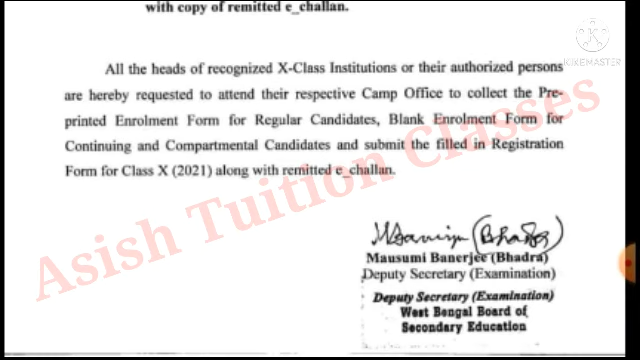 with copy of remitted e_challan.
KINEMASTER
All the heads of recognized X-Class Institutions or their authorized persons
are hereby requested to attend their respective Camp Office to collect the Pre-
printed Enrolment Form for Regular Candidates, Blank Enrolment Form for
Continuing and Compartmental Candidates and submit the filled in Registration
Form for Class X (2021) along with remitted e_challan.
Asish Tuition Classes
(Bhadra)
Mausumi Banerjee (Bhadra)
Deputy Secretary (Examination)
Deputy Secretary (Examination)
West Bengal Board of
Secondary Education